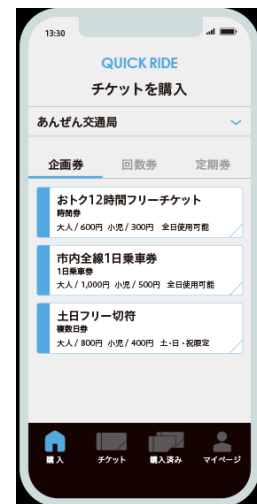 13:30
QUICK RIDE
チケットを購入
あんぜん交通局
企画券 回数券 定期券
おトク12時間フリーチケット
時間券
大人/600円 小児/300円 全日使用可能
市内全線1日乗車券
1日乗車券
大人/1,000円 小児/500円 全日使用可能
土日フリー切符
複数日券
大人/800円 小児/400円 土・日・祝限定
購入 チケット 購入済み マイページ